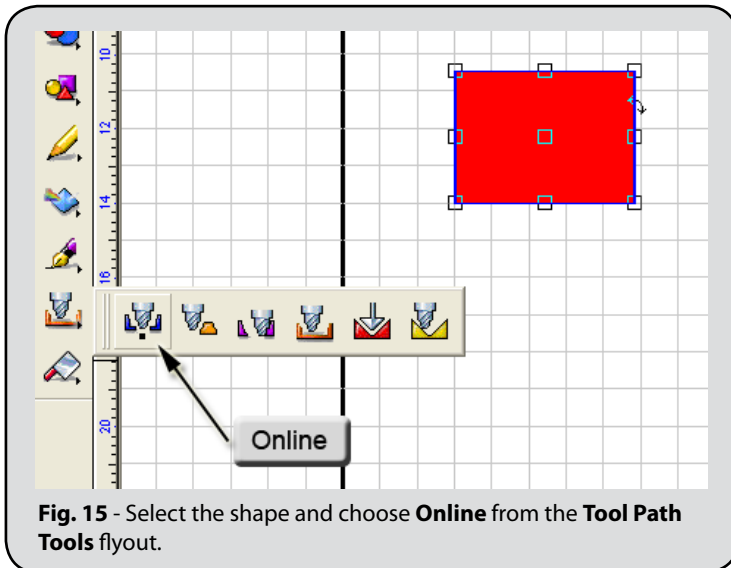 10
12
14
16
20
Online
Fig. 15 - Select the shape and choose Online from the Tool Path
Tools flyout.